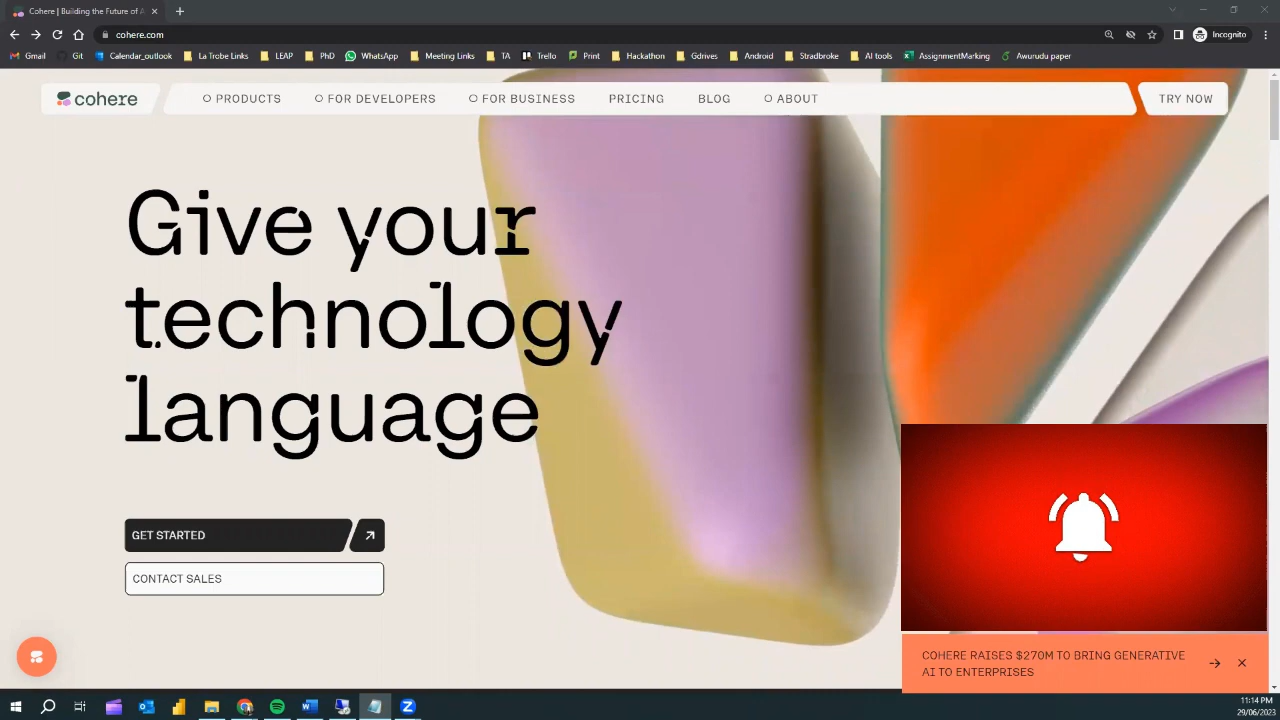 Cohere | Building the Future of A
cohere.com
Incognito
Gmail
Git
Calendar_outlook
La Trobe Links
LEAP
PhD
WhatsApp
Meeting Links
TA
Trello
Print
Hackathon
Gdrives
Android
Stradbroke
AI tools
AssignmentMarking
Awurudu paper
cohere
PRODUCTS
FOR DEVELOPERS
FOR BUSINESS
PRICING
BLOG
ABOUT
TRY NOW
Give your
technology
language
GET STARTED
CONTACT SALES
COHERE RAISES $270M TO BRING GENERATIVE
AI TO ENTERPRISES
11:14 PM
29/06/2023